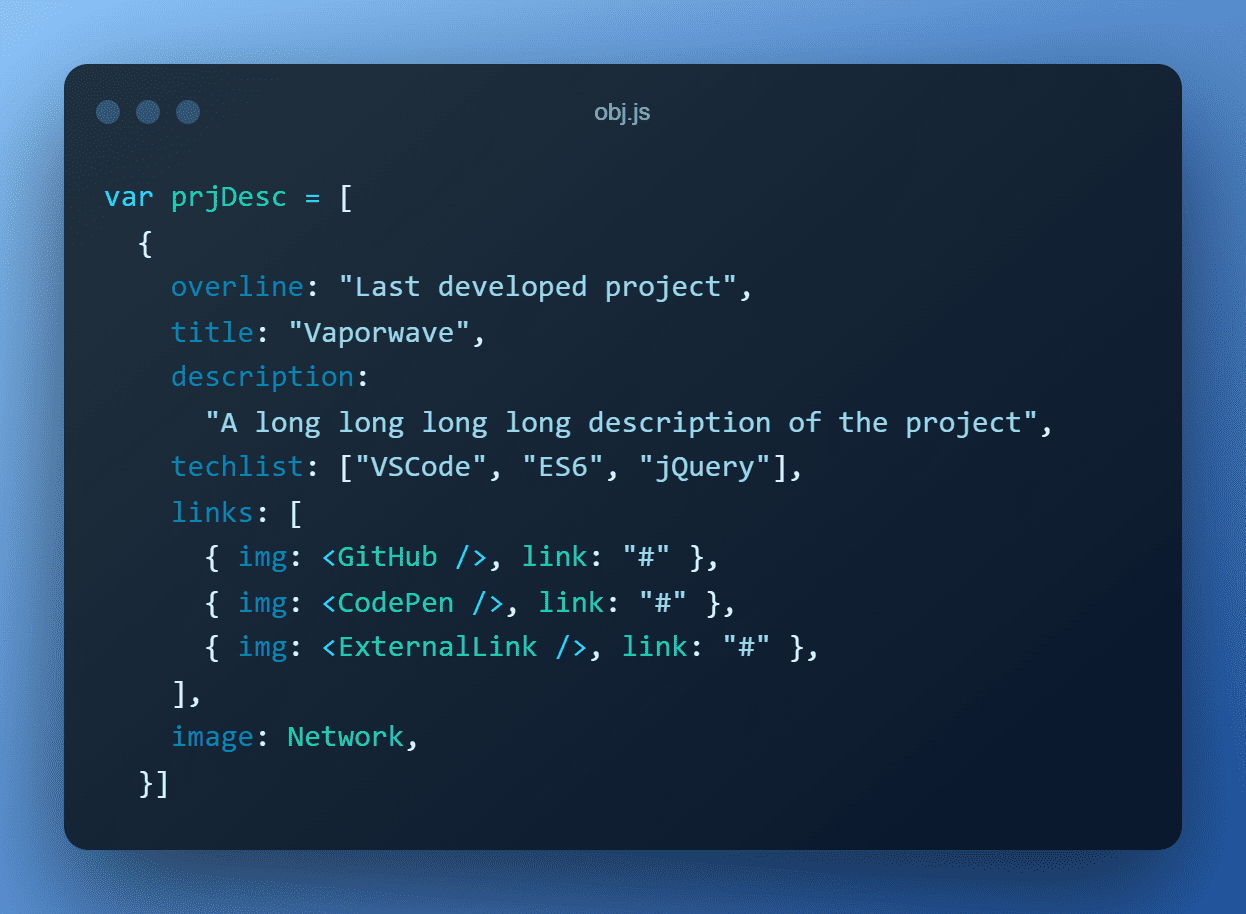 obj.js
var prjDesc = [
  {
    overline: "Last developed project",
    title: "Vaporwave",
    description:
      "A long long long long description of the project",
    techlist: ["VSCode", "ES6", "jQuery"],
    links: [
      { img: <GitHub />, link: "#" },
      { img: <CodePen />, link: "#" },
      { img: <ExternalLink />, link: "#" },
    ],
    image: Network,
  }]